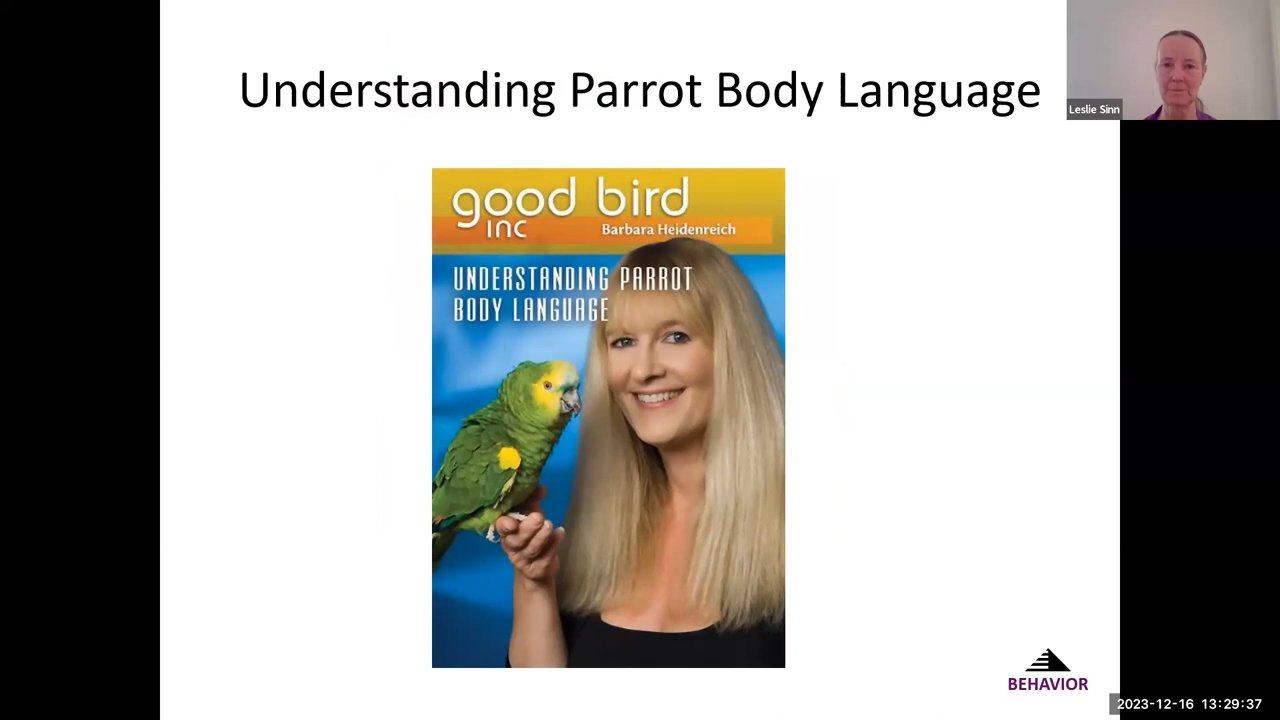 Understanding Parrot Body Language
Leslie Sinn
good bird
inc
Barbara Heidenreich
UNDERSTANDING PARROT
BODY LANGUAGE
BEHAVIOR
2023-12-16 13:29:37